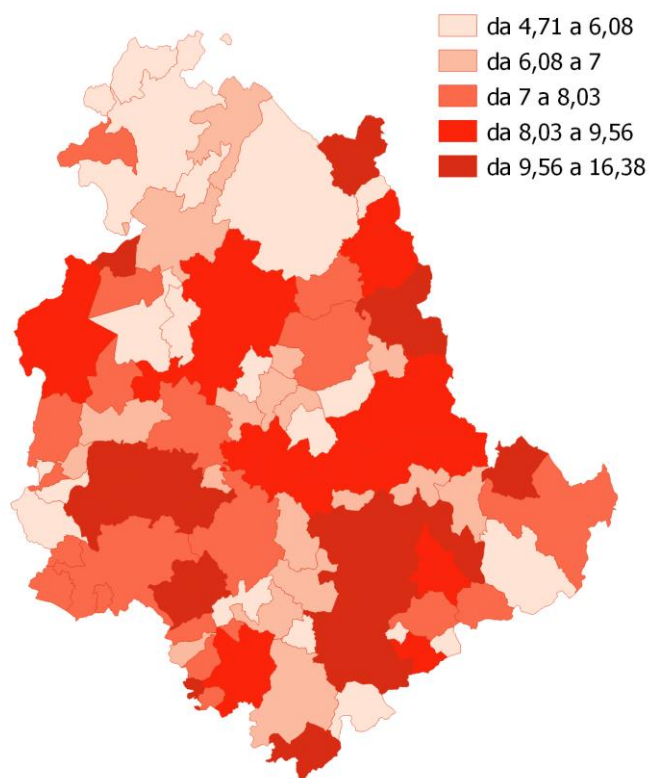 da 4,71 a 6,08
da 6,08 a 7
da 7 a 8,03
da 8,03 a 9,56
da 9,56 a 16,38